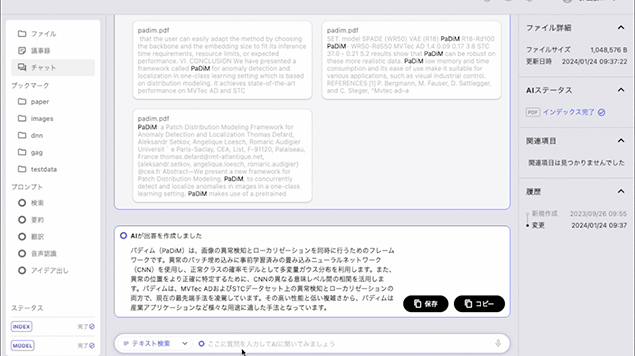 ファイル
議事録
チャット
ブックマーク
paper
images
dnn
gag
testdata
プロンプト
検索
要約
翻訳
音声認識
アイデア出し
ステータス
INDEX 完了
MODEL 完了
padim.pdf
that the user can easily adapt the method by choosing
the backbone and the embedding size to fit its inference
time requirements, resource limits, or expected
performance. VI. CONCLUSION We have presented a
framework called PaDiM for anomaly detection and
localization in one-class learning setting which is based
on distribution modeling. It achieves state-of-the-art
performance on MVTec AD and STC
padim.pdf
SET. model SPADE (WR50) VAE (R18) PaDiM R18-Rd100
PaDiM- WR50-Rd550 MVTec AD 1.4 0.09 0.17 3.8 STC
37.0 - 0.21 5.2 results show that PaDiM can be robust on
these more realistic data. PaDiM low memory and time
consumption and its ease of use make it suitable for
various applications, such as visual industrial control.
REFERENCES [1] P. Bergmann, M. Fauser, D. Sattlegger,
and C. Steger, "Mvtec ad–a
padim.pdf
PaDiM: a Patch Distribution Modeling Framework for
Anomaly Detection and Localization Thomas Defard,
Aleksandr Setkov, Angelique Loesch, Romaric Audigier
Universit ´ e Paris-Saclay, CEA, List, F-91120, Palaiseau,
France thomas.defard@imt-atlantique.net,
{aleksandr.setkov, angelique.loesch, romaric.audigier}
@cea.fr Abstract—We present a new framework for
Patch Distribution Modeling, PaDiM, to concurrently
detect and localize anomalies in images in a one-class
learning setting. PaDiM makes use of a pretrained
AIが回答を作成しました
パディム（PaDiM）は、画像の異常検知とローカリゼーションを同時に行うためのフレーム
ワークです。異常のパッチ埋め込みに事前学習済みの畳み込みニューラルネットワーク
（CNN）を使用し、正常クラスの確率モデルとして多変量ガウス分布を利用します。また、
異常の位置をより正確に特定するために、CNNの異なる意味レベル間の相関を活用しま
す。パディムは、MVTec ADおよびSTCデータセット上の異常検知とローカリゼーションの
両方で、現在の最先端手法を凌駕しています。その高い性能と低い複雑さから、パディムは
産業アプリケーションなど様々な用途に適した手法となっています。
保存
コピー
テキスト検索
ここに質問を入力してAIに聞いてみましょう
ファイル詳細
ファイルサイズ 1,048,576 B
更新日時 2024/01/24 09:37:22
AIステータス
PDF インデックス完了
関連項目
関連項目は見つかりませんでした
履歴
新規作成 2023/09/26 09:55
変更 2024/01/24 09:37